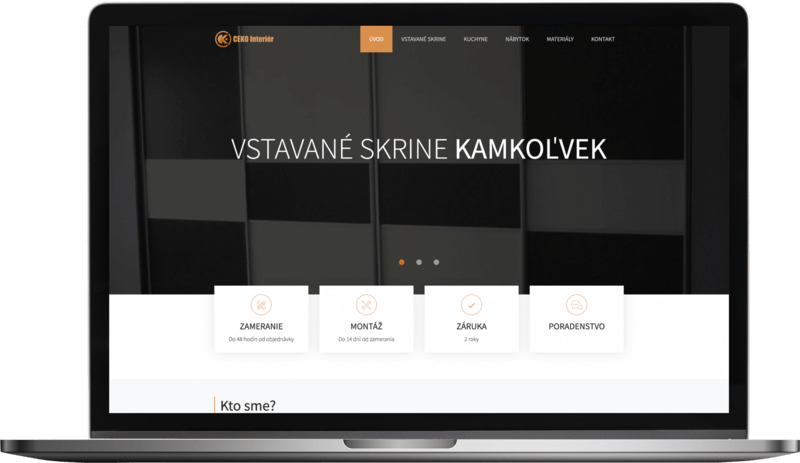 CEKO Interiér
ÚVOD VSTAVANÉ SKRINE KUCHYNE NÁBYTOK MATERIÁLY KONTAKT
VSTAVANÉ SKRINE KAMKOĽVEK
ZAMERANIE MONTÁŽ ZÁRUKA PORADENSTVO
Do 48 hodín od objednávky Do 14 dní od zamerania 2 roky
Kto sme?